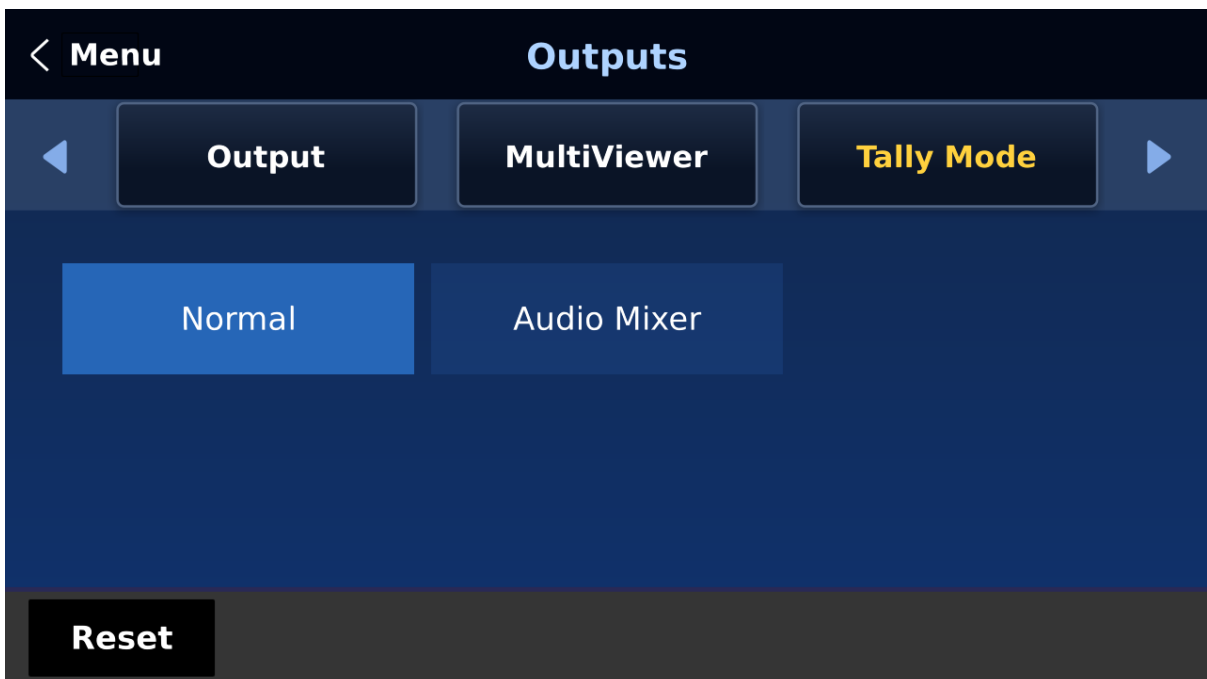 Menu
Outputs
Output
MultiViewer
Tally Mode
Normal
Audio Mixer
Reset